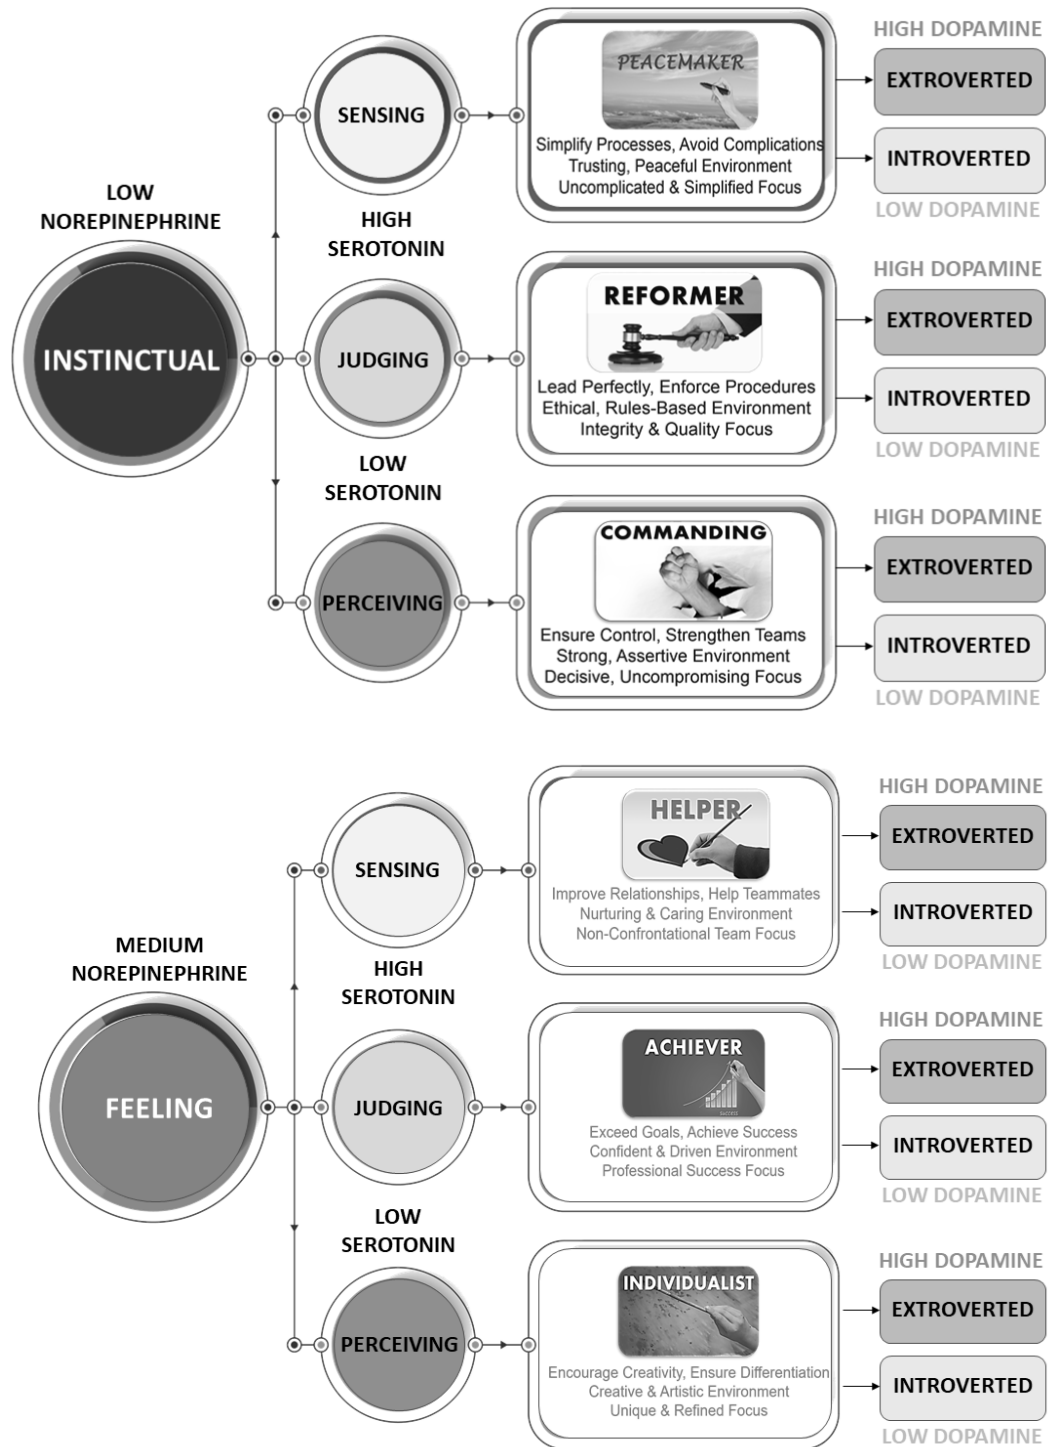 LOW
NOREPINEPHRINE
INSTINCTUAL
SENSING
PEACEMAKER
Simplify Processes, Avoid Complications
Trusting, Peaceful Environment
Uncomplicated & Simplified Focus
HIGH DOPAMINE
EXTROVERTED
INTROVERTED
LOW DOPAMINE
HIGH
SEROTONIN
JUDGING
REFORMER
Lead Perfectly, Enforce Procedures
Ethical, Rules-Based Environment
Integrity & Quality Focus
HIGH DOPAMINE
EXTROVERTED
INTROVERTED
LOW DOPAMINE
LOW
SEROTONIN
PERCEIVING
COMMANDING
Ensure Control, Strengthen Teams
Strong, Assertive Environment
Decisive, Uncompromising Focus
HIGH DOPAMINE
EXTROVERTED
INTROVERTED
LOW DOPAMINE
MEDIUM
NOREPINEPHRINE
FEELING
SENSING
HELPER
Improve Relationships, Help Teammates
Nurturing & Caring Environment
Non-Confrontational Team Focus
HIGH DOPAMINE
EXTROVERTED
INTROVERTED
LOW DOPAMINE
HIGH
SEROTONIN
JUDGING
ACHIEVER
SUCCESS
Exceed Goals, Achieve Success
Confident & Driven Environment
Professional Success Focus
HIGH DOPAMINE
EXTROVERTED
INTROVERTED
LOW DOPAMINE
LOW
SEROTONIN
PERCEIVING
INDIVIDUALIST
Encourage Creativity, Ensure Differentiation
Creative & Artistic Environment
Unique & Refined Focus
HIGH DOPAMINE
EXTROVERTED
INTROVERTED
LOW DOPAMINE